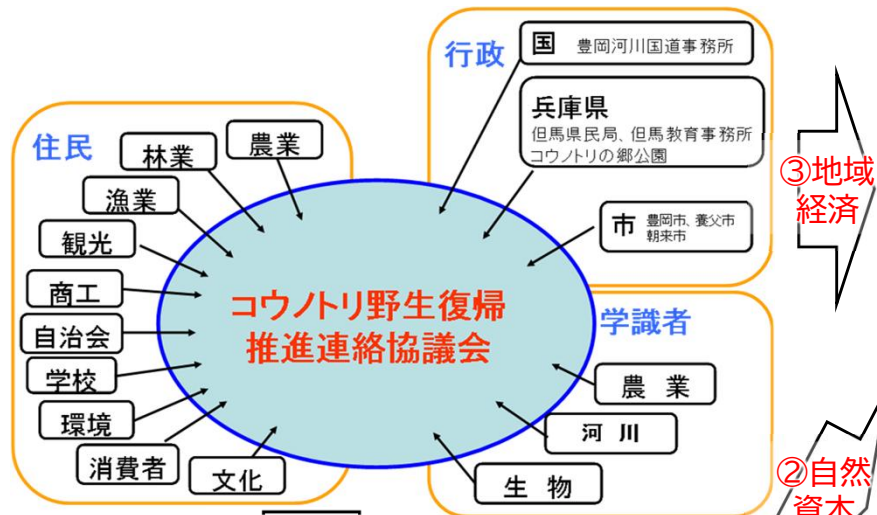 行政
国 豊岡河川国道事務所
兵庫県
但馬県民局、但馬教育事務所
コウノトリの郷公園
市 豊岡市、養父市
朝来市
住民
農業
林業
漁業
観光
商工
自治会
学校
環境
消費者
文化
コウノトリ野生復帰
推進連絡協議会
学識者
農 業
河 川
生 物
③地域
経済
②自然
資本